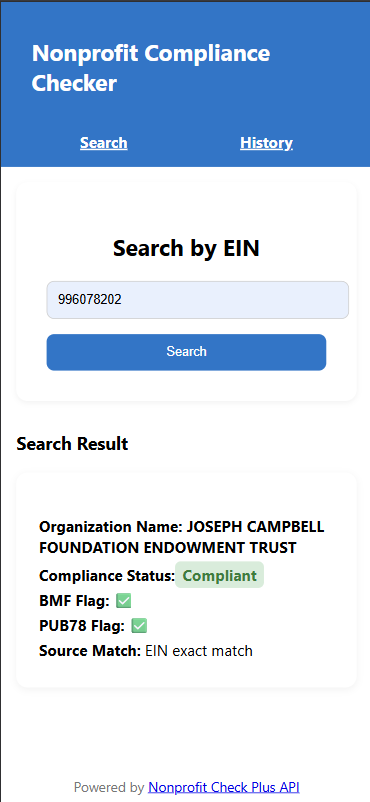 Nonprofit Compliance
Checker
Search History
Search by EIN
996078202
Search
Search Result
Organization Name: JOSEPH CAMPBELL
FOUNDATION ENDOWMENT TRUST
Compliance Status: Compliant
BMF Flag: ✅
PUB78 Flag: ✅
Source Match: EIN exact match
Powered by Nonprofit Check Plus API